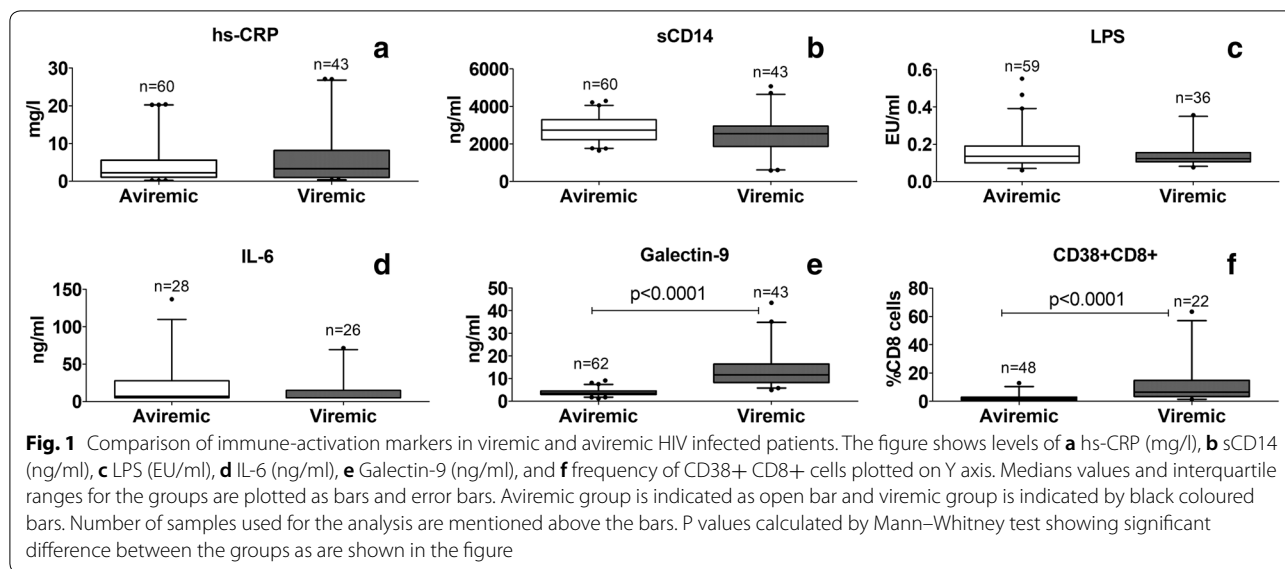 hs-CRP
a
30
20
10
0
mg/l
n=60
n=43
Aviremic
Viremic
sCD14
b
6000
4000
2000
0
ng/ml
n=60
n=43
Aviremic
Viremic
LPS
c
0.6
0.4
0.2
0.0
EU/ml
n=59
n=36
Aviremic
Viremic
IL-6
d
150
100
50
0
ng/ml
n=28
n=26
Aviremic
Viremic
Galectin-9
e
50
40
30
20
10
0
ng/ml
p<0.0001
n=62
n=43
Aviremic
Viremic
CD38+CD8+
f
80
60
40
20
0
%CD8 cells
p<0.0001
n=48
n=22
Aviremic
Viremic
Fig. 1 Comparison of immune-activation markers in viremic and aviremic HIV infected patients. The figure shows levels of a hs-CRP (mg/l), b sCD14
(ng/ml), c LPS (EU/ml), d IL-6 (ng/ml), e Galectin-9 (ng/ml), and f frequency of CD38+ CD8+ cells plotted on Y axis. Medians values and interquartile
ranges for the groups are plotted as bars and error bars. Aviremic group is indicated as open bar and viremic group is indicated by black coloured
bars. Number of samples used for the analysis are mentioned above the bars. P values calculated by Mann–Whitney test showing significant
difference between the groups as are shown in the figure